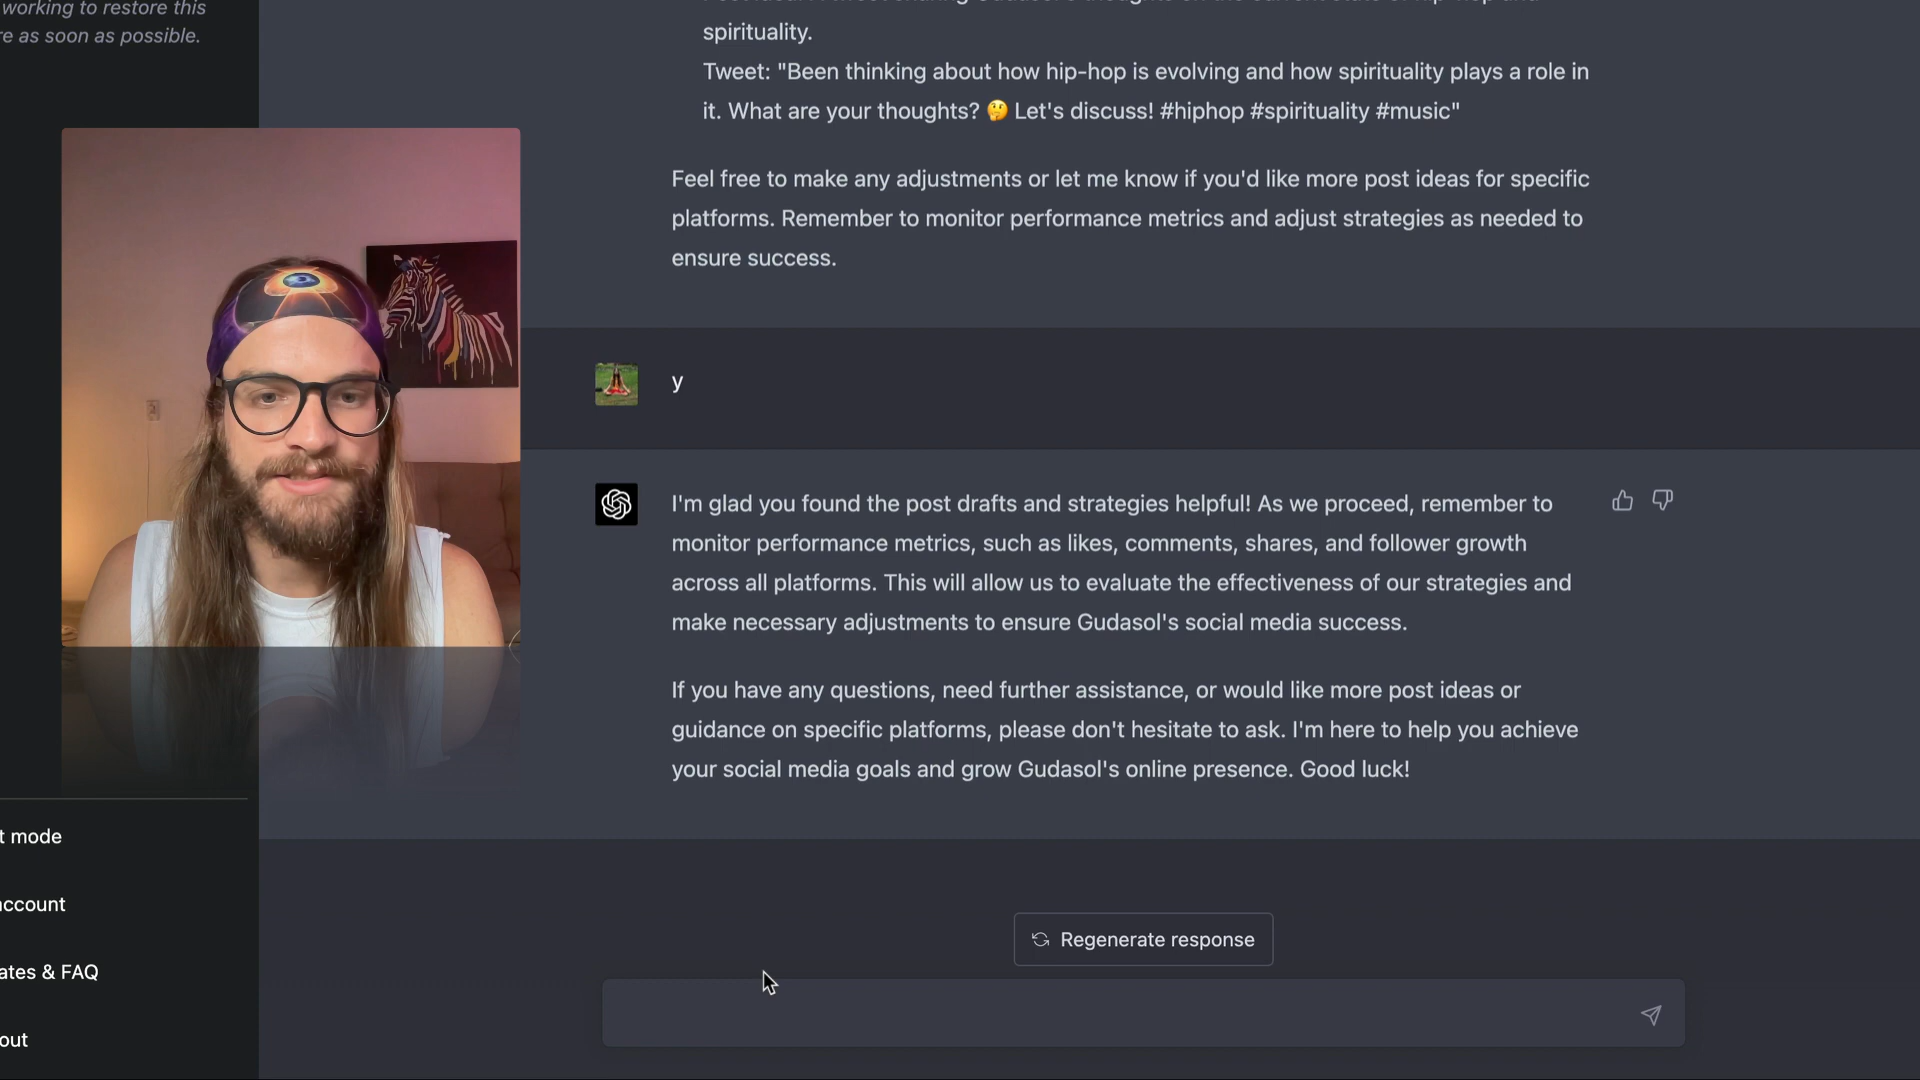 working to restore this
re as soon as possible.
spirituality.
Tweet: "Been thinking about how hip-hop is evolving and how spirituality plays a role in
it. What are your thoughts? 🤔 Let's discuss! #hiphop #spirituality #music"
Feel free to make any adjustments or let me know if you'd like more post ideas for specific
platforms. Remember to monitor performance metrics and adjust strategies as needed to
ensure success.
y
I'm glad you found the post drafts and strategies helpful! As we proceed, remember to
monitor performance metrics, such as likes, comments, shares, and follower growth
across all platforms. This will allow us to evaluate the effectiveness of our strategies and
make necessary adjustments to ensure Gudasol's social media success.
If you have any questions, need further assistance, or would like more post ideas or
guidance on specific platforms, please don't hesitate to ask. I'm here to help you achieve
your social media goals and grow Gudasol's online presence. Good luck!
t mode
account
ates & FAQ
out
Regenerate response